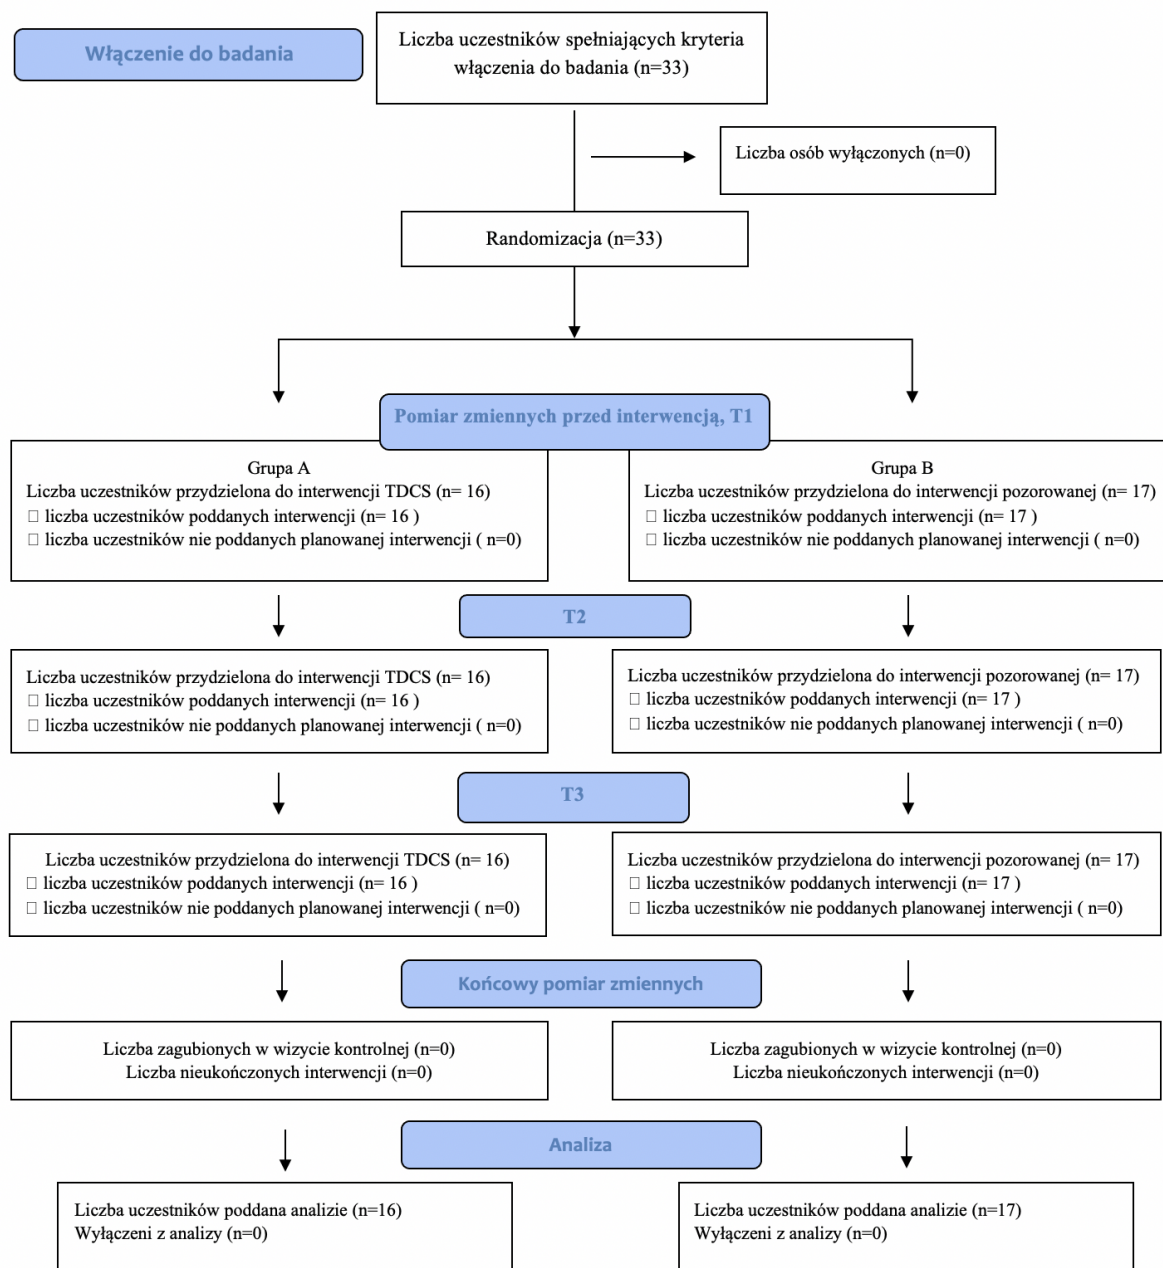 Włączenie do badania
Liczba uczestników spełniających kryteria
włączenia do badania (n=33)
Liczba osób wyłączonych (n=0)
Randomizacja (n=33)
Pomiar zmiennych przed interwencją, T1
Grupa A
Liczba uczestników przydzielona do interwencji TDCS (n= 16)
□ liczba uczestników poddanych interwencji (n= 16 )
□ liczba uczestników nie poddanych planowanej interwencji ( n=0)
Grupa B
Liczba uczestników przydzielona do interwencji pozorowanej (n= 17)
□ liczba uczestników poddanych interwencji (n= 17 )
□ liczba uczestników nie poddanych planowanej interwencji ( n=0)
T2
Liczba uczestników przydzielona do interwencji TDCS (n= 16)
□ liczba uczestników poddanych interwencji (n= 16 )
□ liczba uczestników nie poddanych planowanej interwencji ( n=0)
Liczba uczestników przydzielona do interwencji pozorowanej (n= 17)
□ liczba uczestników poddanych interwencji (n= 17 )
□ liczba uczestników nie poddanych planowanej interwencji ( n=0)
T3
Liczba uczestników przydzielona do interwencji TDCS (n= 16)
□ liczba uczestników poddanych interwencji (n= 16 )
□ liczba uczestników nie poddanych planowanej interwencji ( n=0)
Liczba uczestników przydzielona do interwencji pozorowanej (n= 17)
□ liczba uczestników poddanych interwencji (n= 17 )
□ liczba uczestników nie poddanych planowanej interwencji ( n=0)
Końcowy pomiar zmiennych
Liczba zagubionych w wizycie kontrolnej (n=0)
Liczba nieukończonych interwencji (n=0)
Liczba zagubionych w wizycie kontrolnej (n=0)
Liczba nieukończonych interwencji (n=0)
Analiza
Liczba uczestników poddana analizie (n=16)
Wyłączeni z analizy (n=0)
Liczba uczestników poddana analizie (n=17)
Wyłączeni z analizy (n=0)